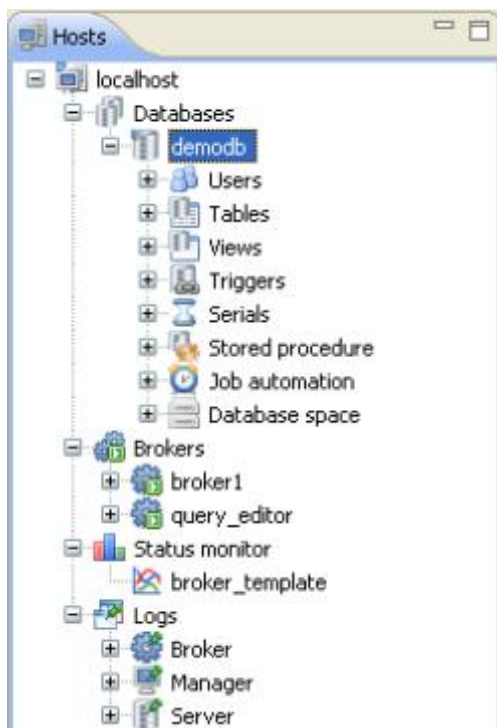 Hosts
localhost
Databases
demodb
Users
Tables
Views
Triggers
Serials
Stored procedure
Job automation
Database space
Brokers
broker1
query_editor
Status monitor
broker_template
Logs
Broker
Manager
Server